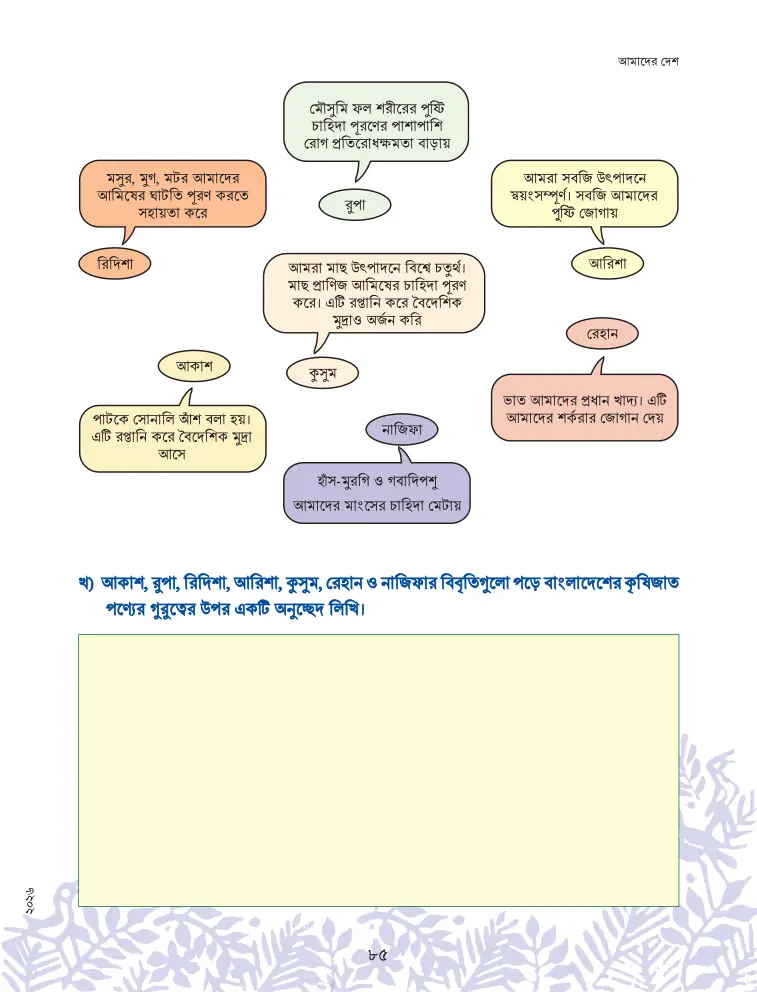 আমাদের দেশ
মৌসুমি ফল শরীরের পুষ্টি
চাহিদা পূরণের পাশাপাশি
রোগ প্রতিরোধক্ষমতা বাড়ায়
রুপা
মসুর, মুগ, মটর আমাদের
আমিষের ঘাটতি পূরণ করতে
সহায়তা করে
রিদিশা
আমরা সবজি উৎপাদনে
স্বয়ংসম্পূর্ণ। সবজি আমাদের
পুষ্টি জোগায়
আরিশা
আমরা মাছ উৎপাদনে বিশ্বে চতুর্থ।
মাছ প্রাণিজ আমিষের চাহিদা পূরণ
করে। এটি রপ্তানি করে বৈদেশিক
মুদ্রাও অর্জন করি
কুসুম
রেহান
ভাত আমাদের প্রধান খাদ্য। এটি
আমাদের শর্করার জোগান দেয়
আকাশ
পাটকে সোনালি আঁশ বলা হয়।
এটি রপ্তানি করে বৈদেশিক মুদ্রা
আসে
নাজিফা
হাঁস-মুরগি ও গবাদিপশু
আমাদের মাংসের চাহিদা মেটায়
খ) আকাশ, রুপা, রিদিশা, আরিশা, কুসুম, রেহান ও নাজিফার বিবৃতিগুলো পড়ে বাংলাদেশের কৃষিজাত
পণ্যের গুরুত্বের উপর একটি অনুচ্ছেদ লিখি।
২০২৬
৮৫